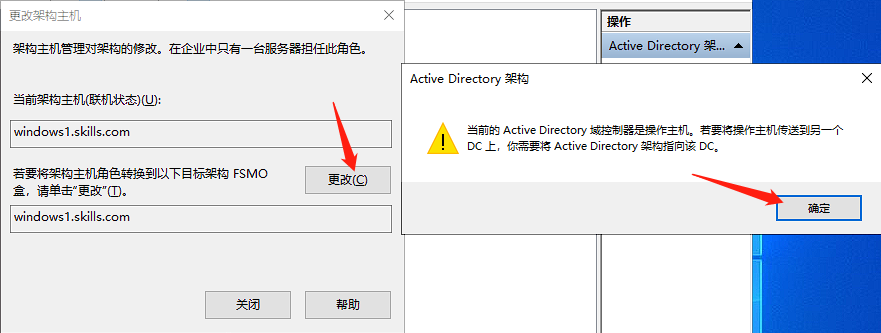 更改架构主机
架构主机管理对架构的修改。在企业中只有一台服务器担任此角色。
当前架构主机(联机状态)(U):
windows1.skills.com
若要将架构主机角色转换到以下目标架构 FSMO
盒，请单击“更改”(T)。
更改(C)
windows1.skills.com
关闭
帮助
操作
Active Directory 架...
Active Directory 架构
当前的 Active Directory 域控制器是操作主机。若要将操作主机传送到另一个
DC 上，你需要将 Active Directory 架构指向该 DC。
确定